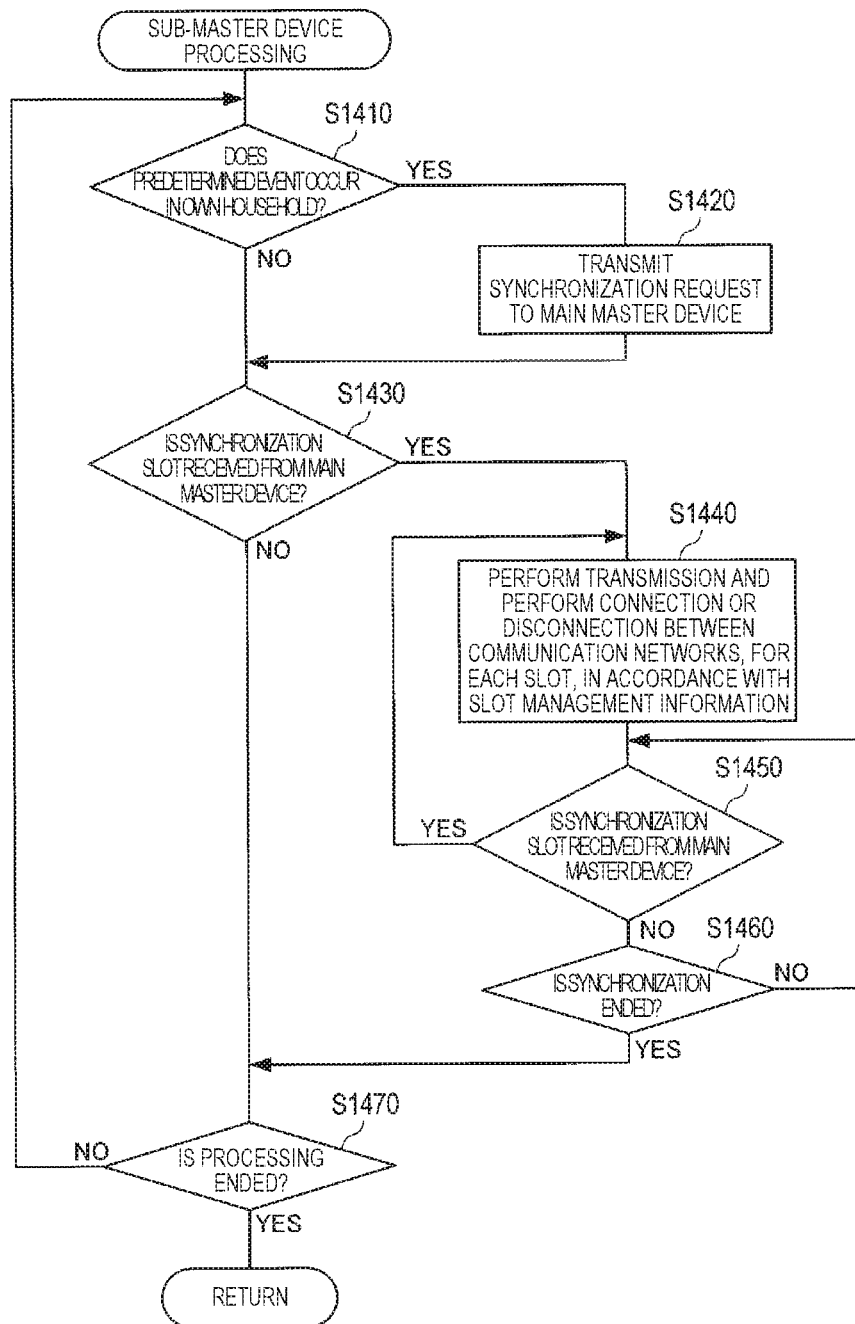 SUB-MASTER DEVICE
PROCESSING
S1410
DOES
PREDETERMINED EVENT OCCUR
IN OWN HOUSEHOLD?
YES
NO
S1420
TRANSMIT
SYNCHRONIZATION REQUEST
TO MAIN MASTER DEVICE
S1430
IS SYNCHRONIZATION
SLOT RECEIVED FROM MAIN
MASTER DEVICE?
YES
NO
S1440
PERFORM TRANSMISSION AND
PERFORM CONNECTION OR
DISCONNECTION BETWEEN
COMMUNICATION NETWORKS, FOR
EACH SLOT, IN ACCORDANCE WITH
SLOT MANAGEMENT INFORMATION
S1450
IS SYNCHRONIZATION
SLOT RECEIVED FROM MAIN
MASTER DEVICE?
YES
NO
S1460
IS SYNCHRONIZATION
ENDED?
NO
YES
S1470
IS PROCESSING
ENDED?
NO
YES
RETURN